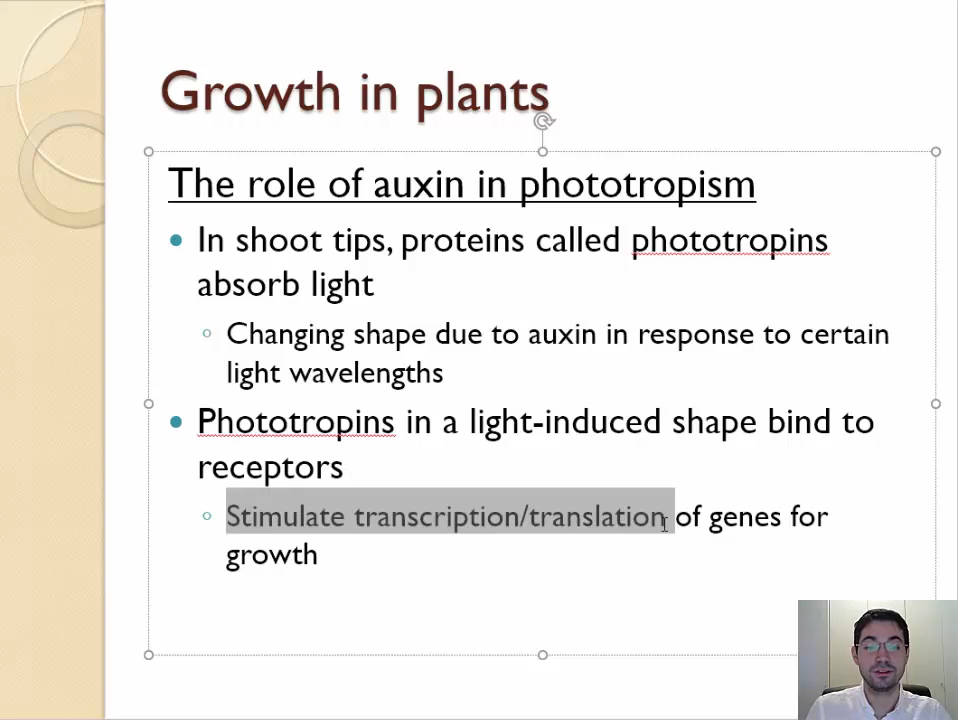 Growth in plants
The role of auxin in phototropism
In shoot tips, proteins called phototropins
absorb light
Changing shape due to auxin in response to certain
light wavelengths
Phototropins in a light-induced shape bind to
receptors
Stimulate transcription/translation of genes for
growth